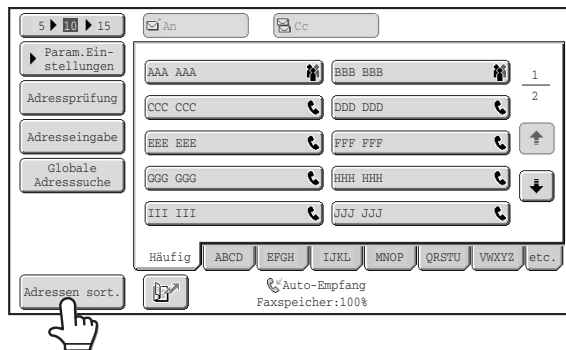 5 10 15
An
Cc
Param.Ein-
stellungen
Adressprüfung
Adresseingabe
Globale
Adresssuche
AAA AAA
BBB BBB
CCC CCC
DDD DDD
EEE EEE
FFF FFF
GGG GGG
HHH HHH
III III
JJJ JJJ
1
2
Häufig ABCD EFGH IJKL MNOP QRSTU VWXYZ etc.
Adressen sort.
Auto-Empfang
Faxspeicher:100%